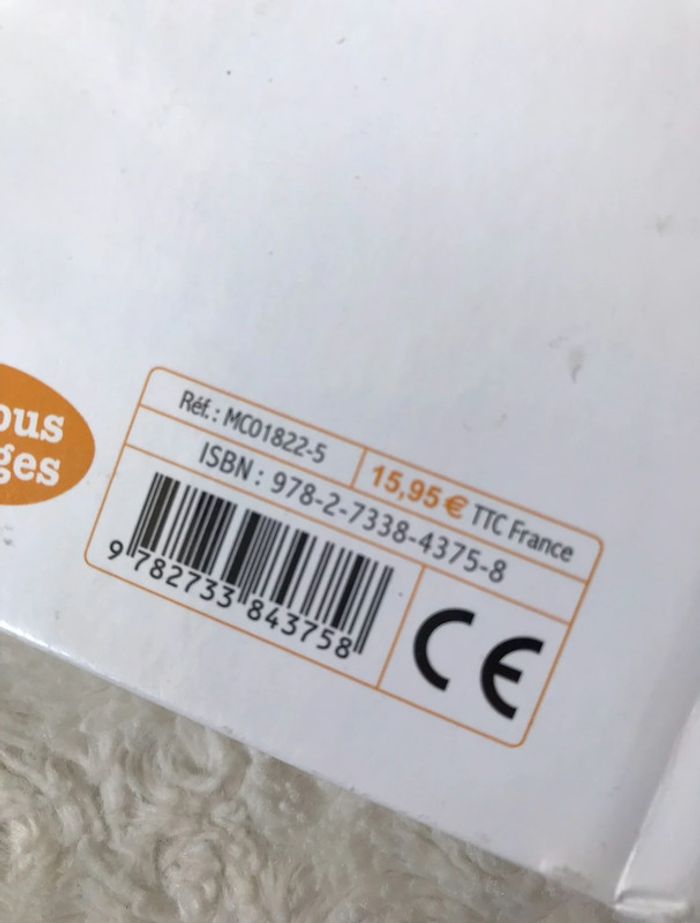 ous
ges
Réf.: MC01822-5
15,95 € TTC France
ISBN : 978-2-7338-4375-8
9 782733 843758
CE